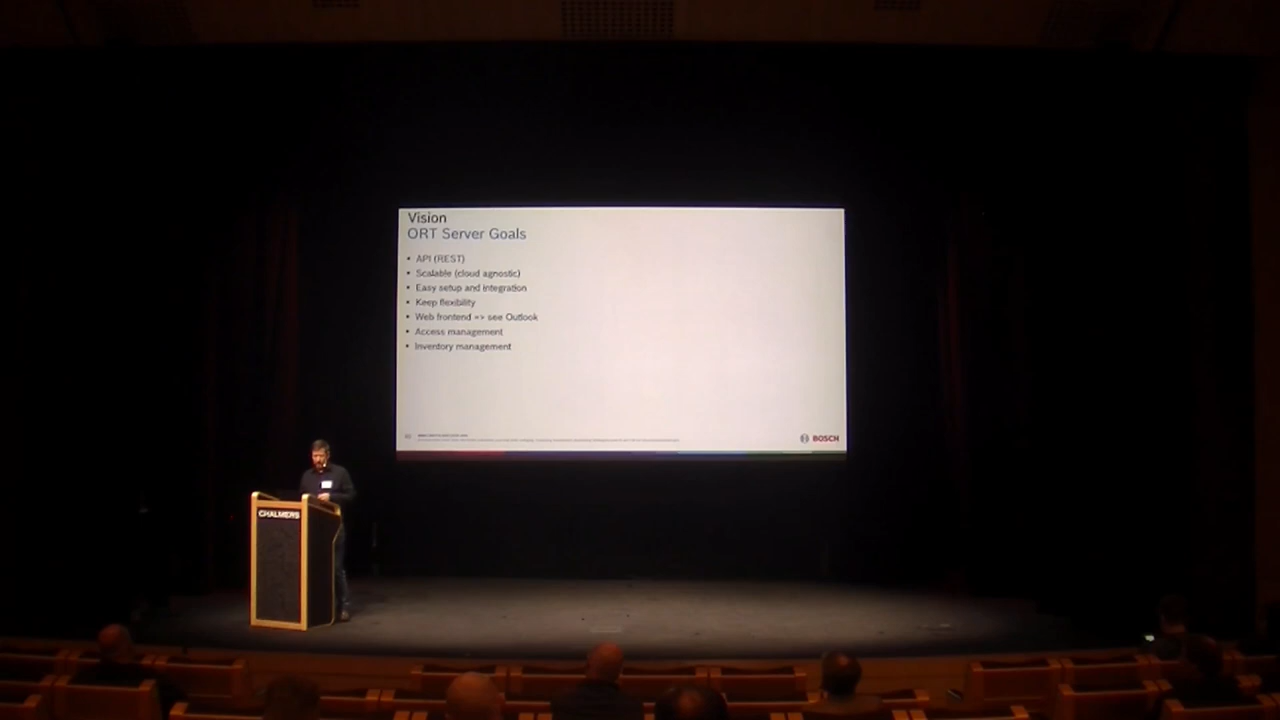 Vision
ORT Server Goals
• API (REST)
• Scalable (cloud agnostic)
• Easy setup and integration
• Keep flexibility
• Web frontend => see Outlook
• Access management
• Inventory management
BOSCH
CHALMERS